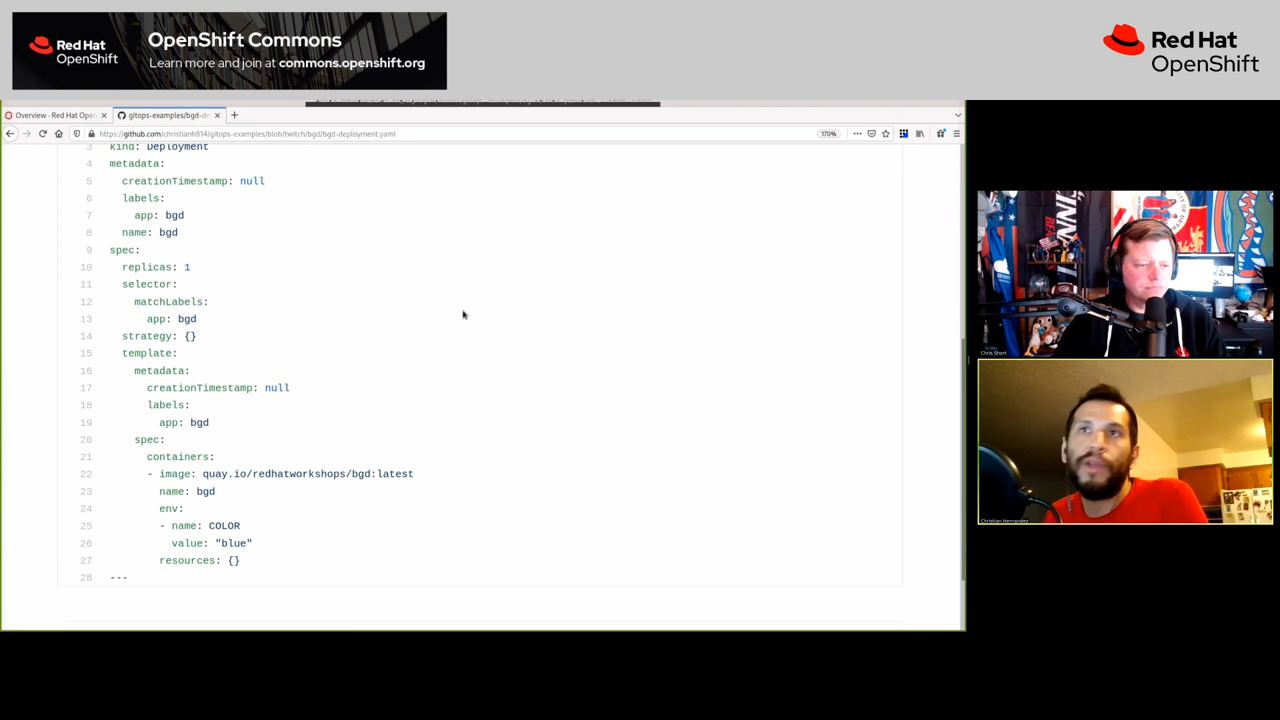 Red Hat
OpenShift
OpenShift Commons
Learn more and join at commons.openshift.org
Red Hat
OpenShift
Overview · Red Hat Open
gitops-examples/bgd-de
https://github.com/christianh814/gitops-examples/blob/twitch/bgd/bgd-deployment.yaml
170%
3 kind: Deployment
4 metadata:
5 creationTimestamp: null
6 labels:
7 app: bgd
8 name: bgd
9 spec:
10 replicas: 1
11 selector:
12 matchLabels:
13 app: bgd
14 strategy: {}
15 template:
16 metadata:
17 creationTimestamp: null
18 labels:
19 app: bgd
20 spec:
21 containers:
22 - image: quay.io/redhatworkshops/bgd:latest
23 name: bgd
24 env:
25 - name: COLOR
26 value: "blue"
27 resources: {}
28 ---
Chris Short
Christian Hernandez